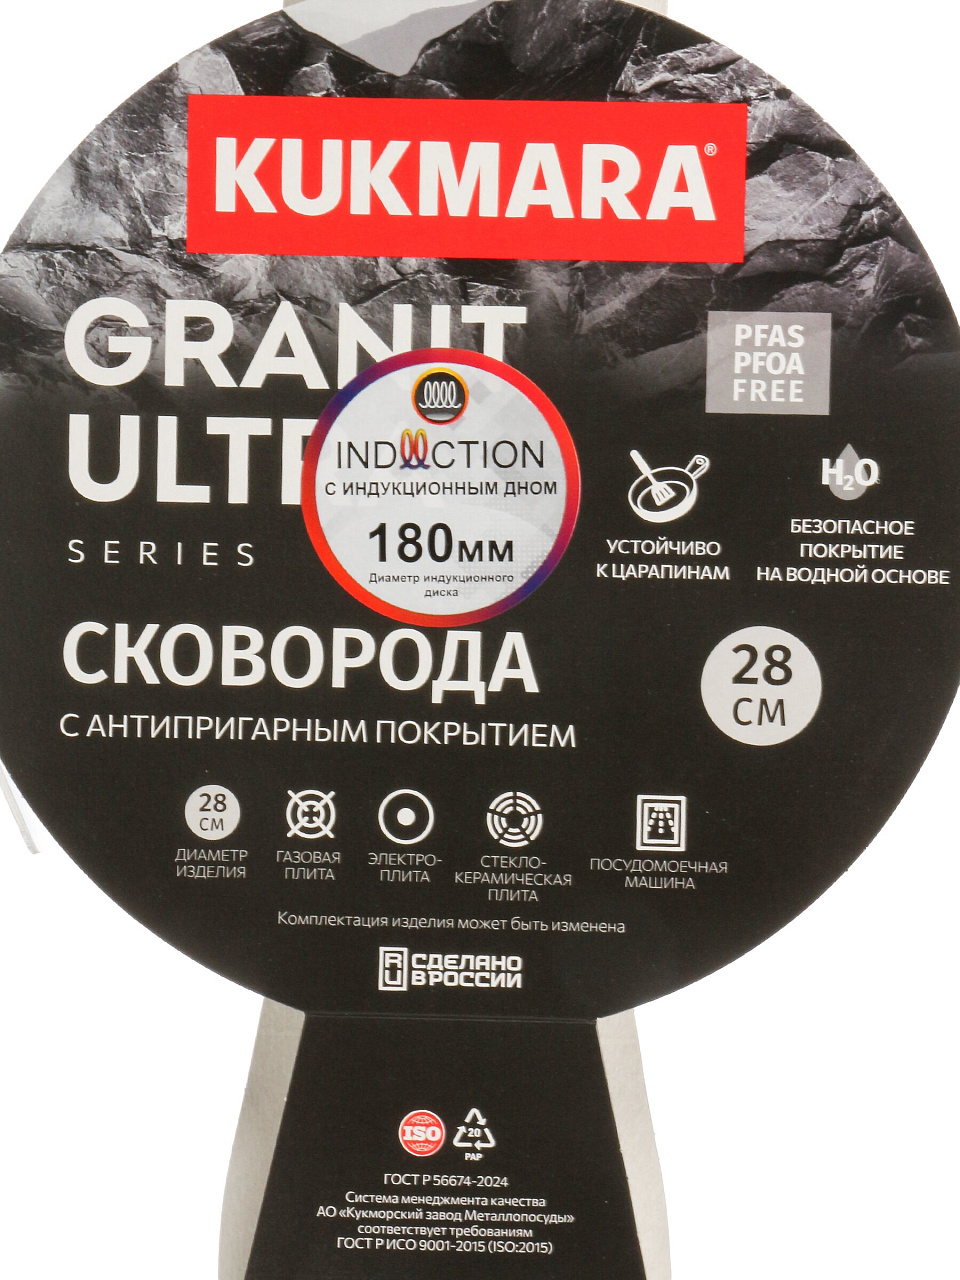 KUKMARA®
GRANIT
ULT
SERIES
PFAS
PFOA
FREE
INDUCTION
С ИНДУКЦИОННЫМ ДНОМ
180мм
Диаметр индукционного
диска
УСТОЙЧИВО
К ЦАРАПИНАМ
H₂O
БЕЗОПАСНОЕ
ПОКРЫТИЕ
НА ВОДНОЙ ОСНОВЕ
СКОВОРОДА
С АНТИПРИГАРНЫМ ПОКРЫТИЕМ
28
СМ
28
СМ
ДИАМЕТР
ИЗДЕЛИЯ
ГАЗОВАЯ
ПЛИТА
ЭЛЕКТРО-
ПЛИТА
СТЕКЛО-
КЕРАМИЧЕСКАЯ
ПЛИТА
ПОСУДОМОЕЧНАЯ
МАШИНА
Комплектация изделия может быть изменена
RU СДЕЛАНО
В РОССИИ
ISO
20
PAP
ГОСТ Р 56674-2024
Система менеджмента качества
АО «Кукморский завод Металлопосуды»
соответствует требованиям
ГОСТ Р ИСО 9001-2015 (ISO:2015)